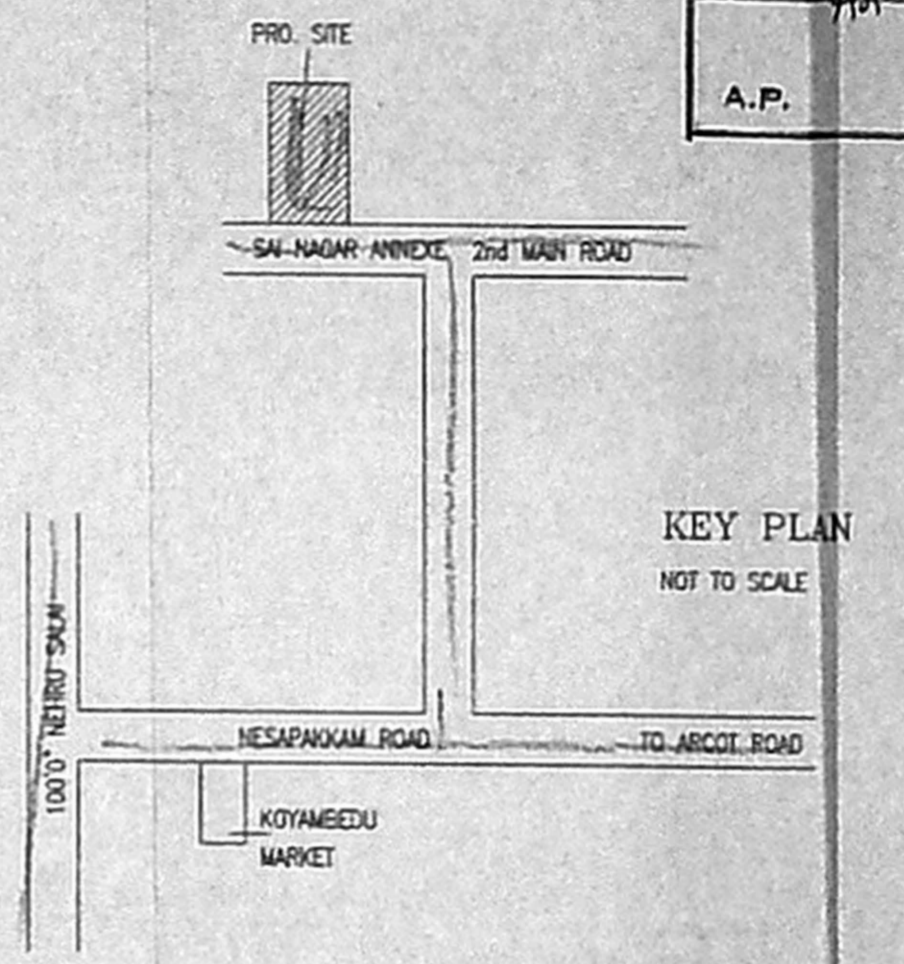 PRO. SITE
A.P.
SAI NAGAR ANNEXE 2nd MAIN ROAD
KEY PLAN
NOT TO SCALE
100'0" NEHRU SALAI
NESAPAKKAM ROAD TO ARCOT ROAD
KOYAMBEDU
MARKET